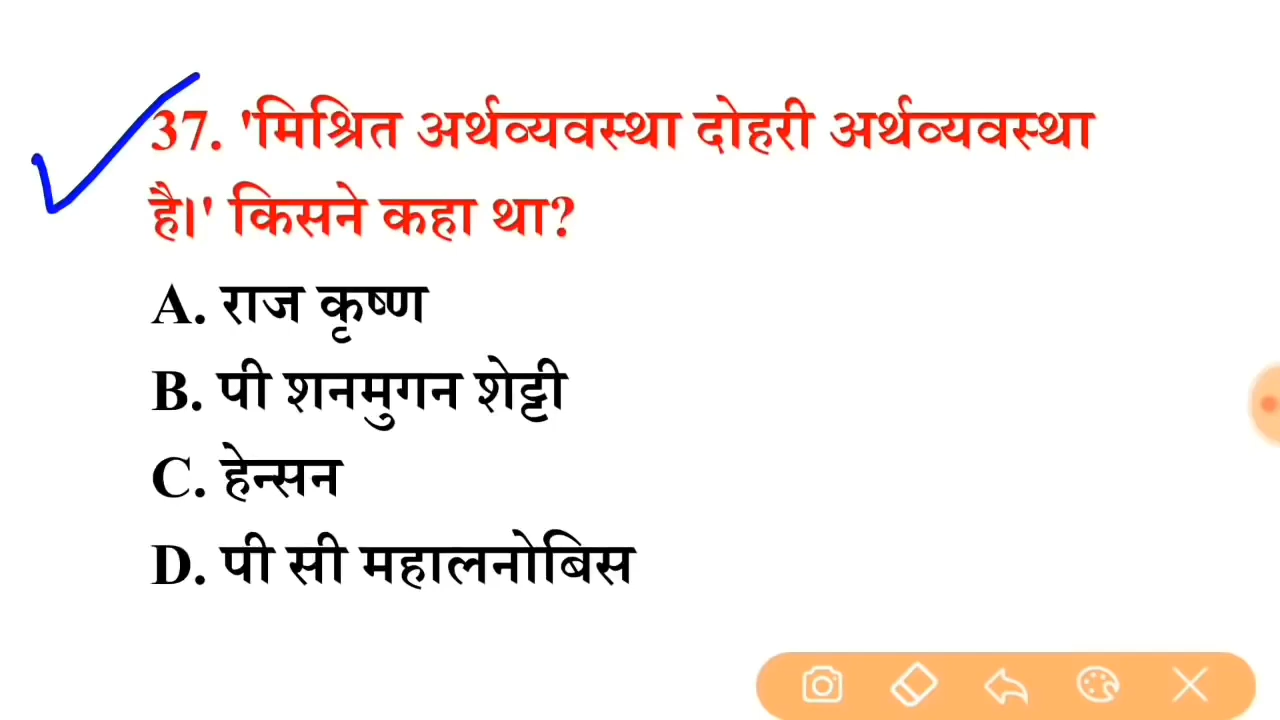 37. 'मिश्रित अर्थव्यवस्था दोहरी अर्थव्यवस्था
है।' किसने कहा था?
A. राज कृष्ण
B. पी शनमुगन शेट्टी
C. हेन्सन
D. पी सी महालनोबिस